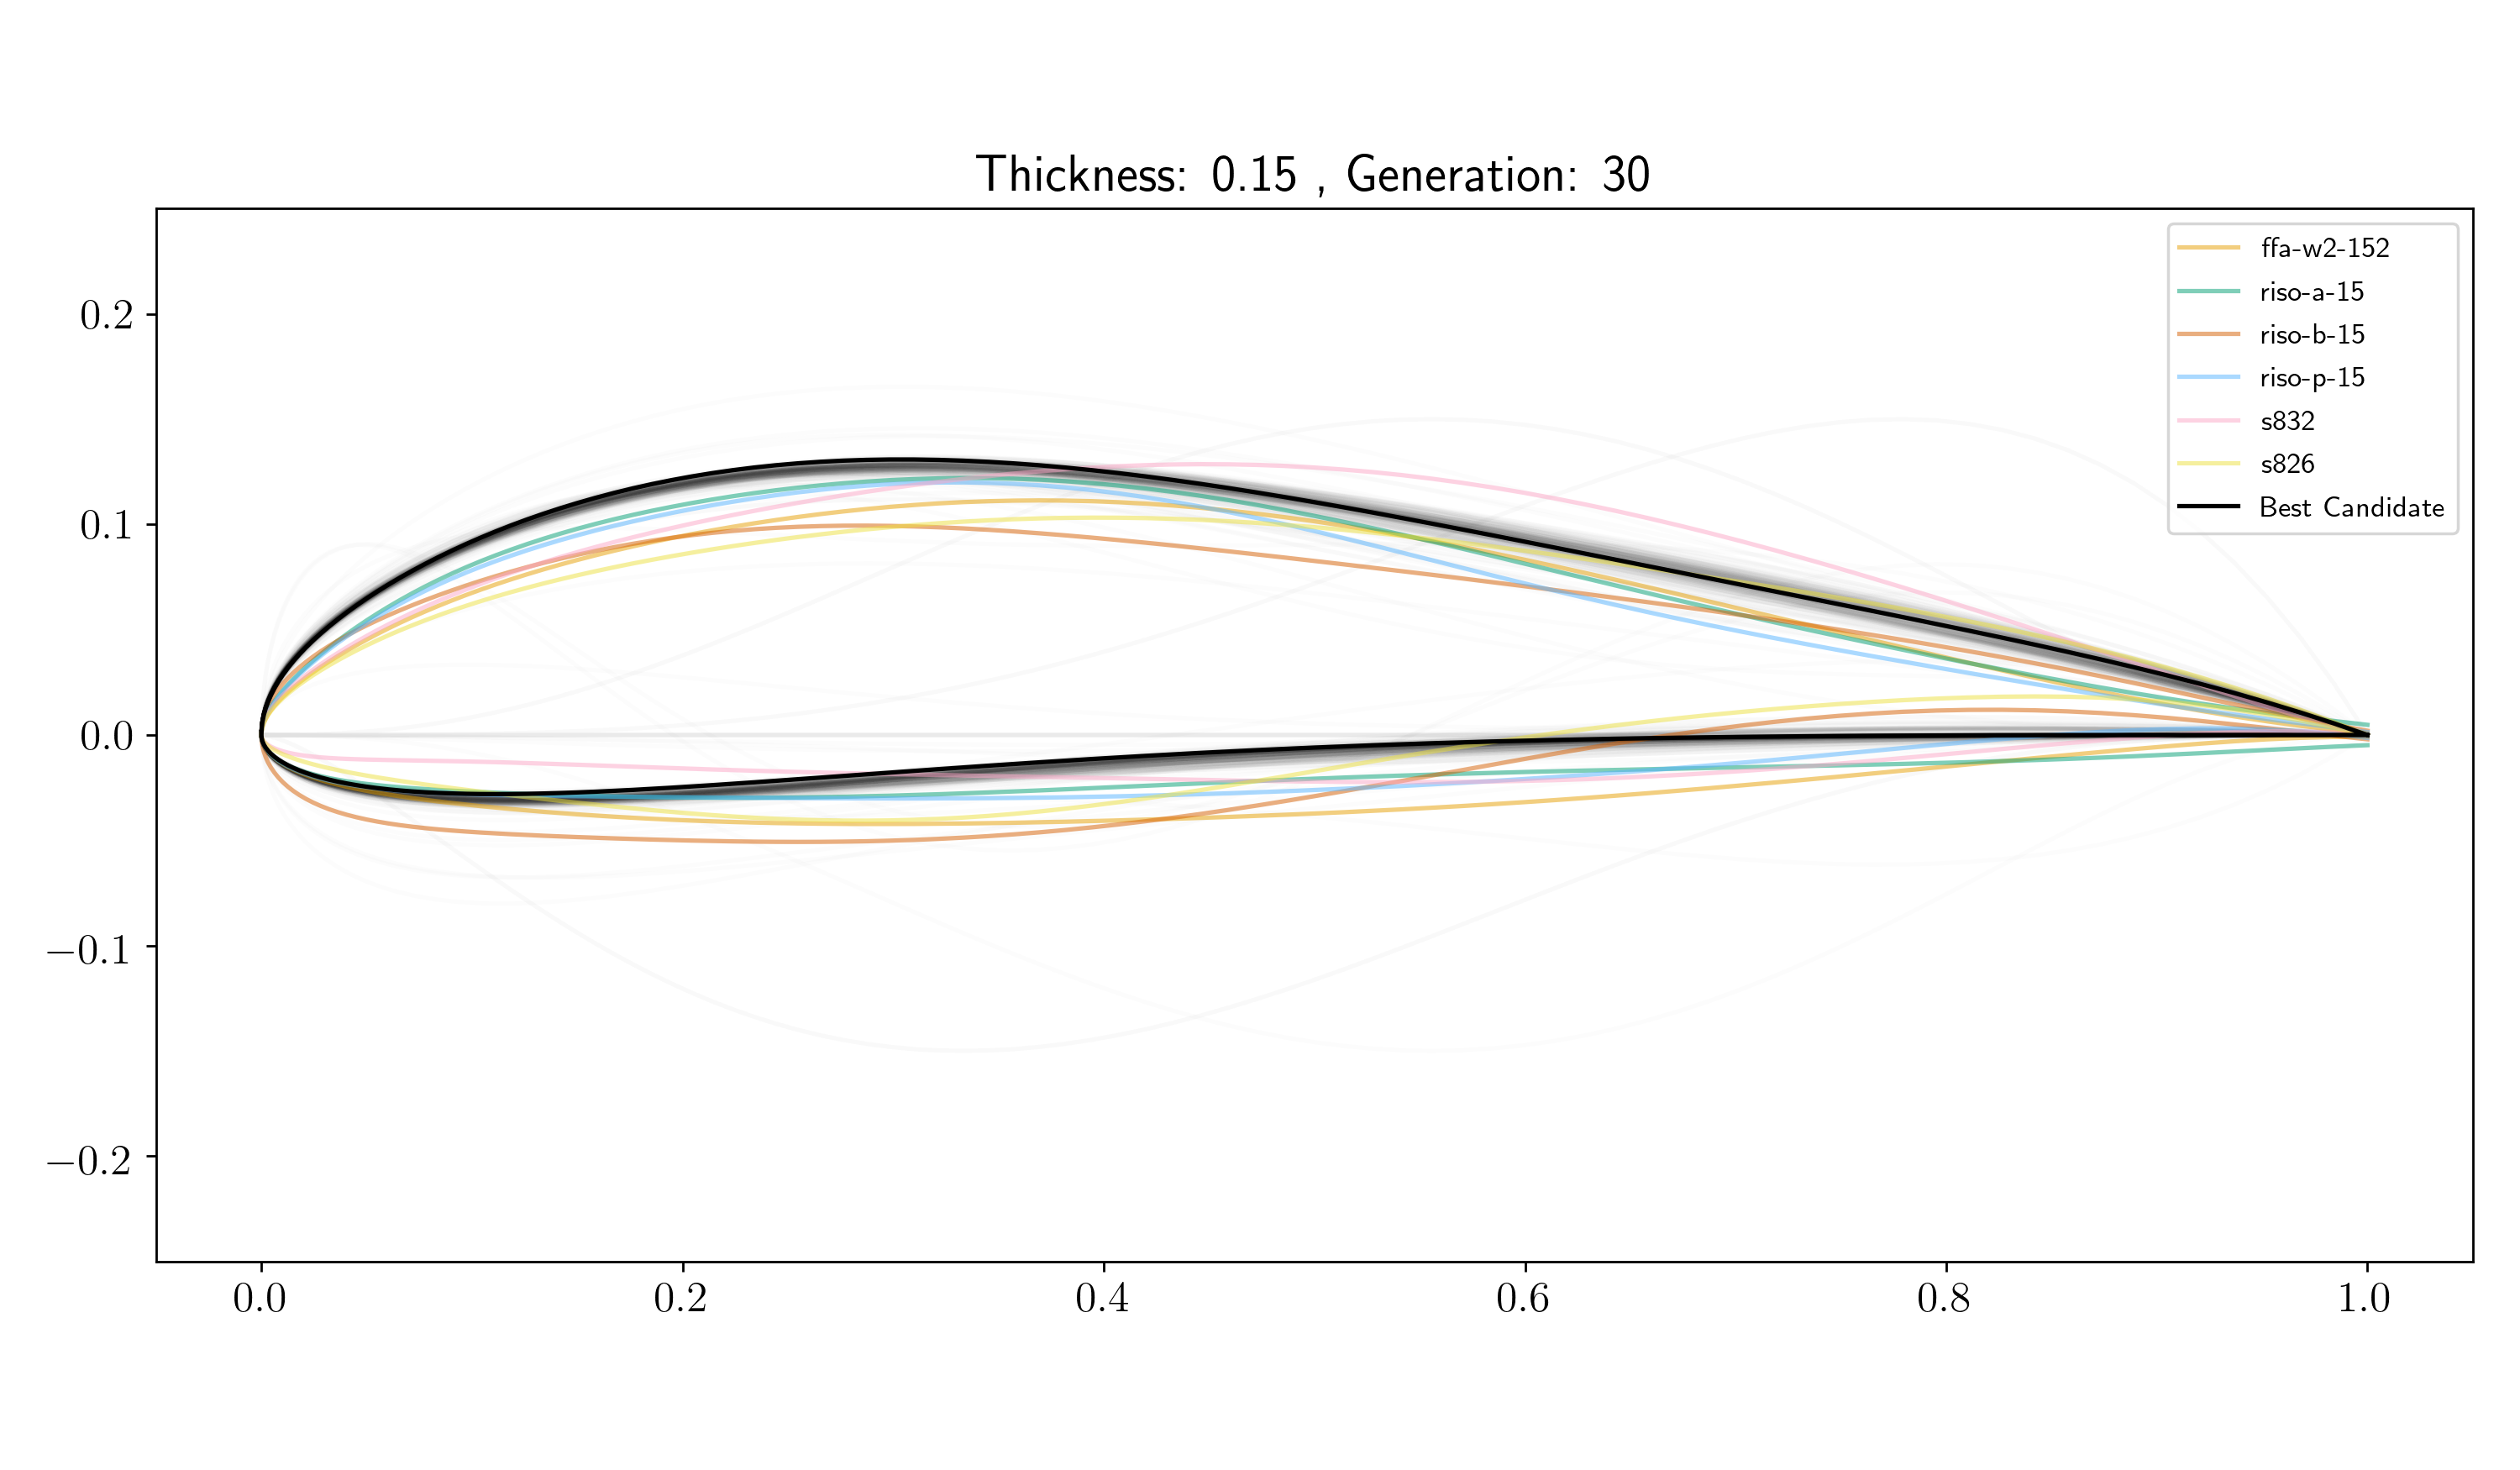 Thickness: 0.15 , Generation: 30
ffa-w2-152
riso-a-15
riso-b-15
riso-p-15
s832
s826
Best Candidate
0.2
0.1
0.0
−0.1
−0.2
0.0 0.2 0.4 0.6 0.8 1.0